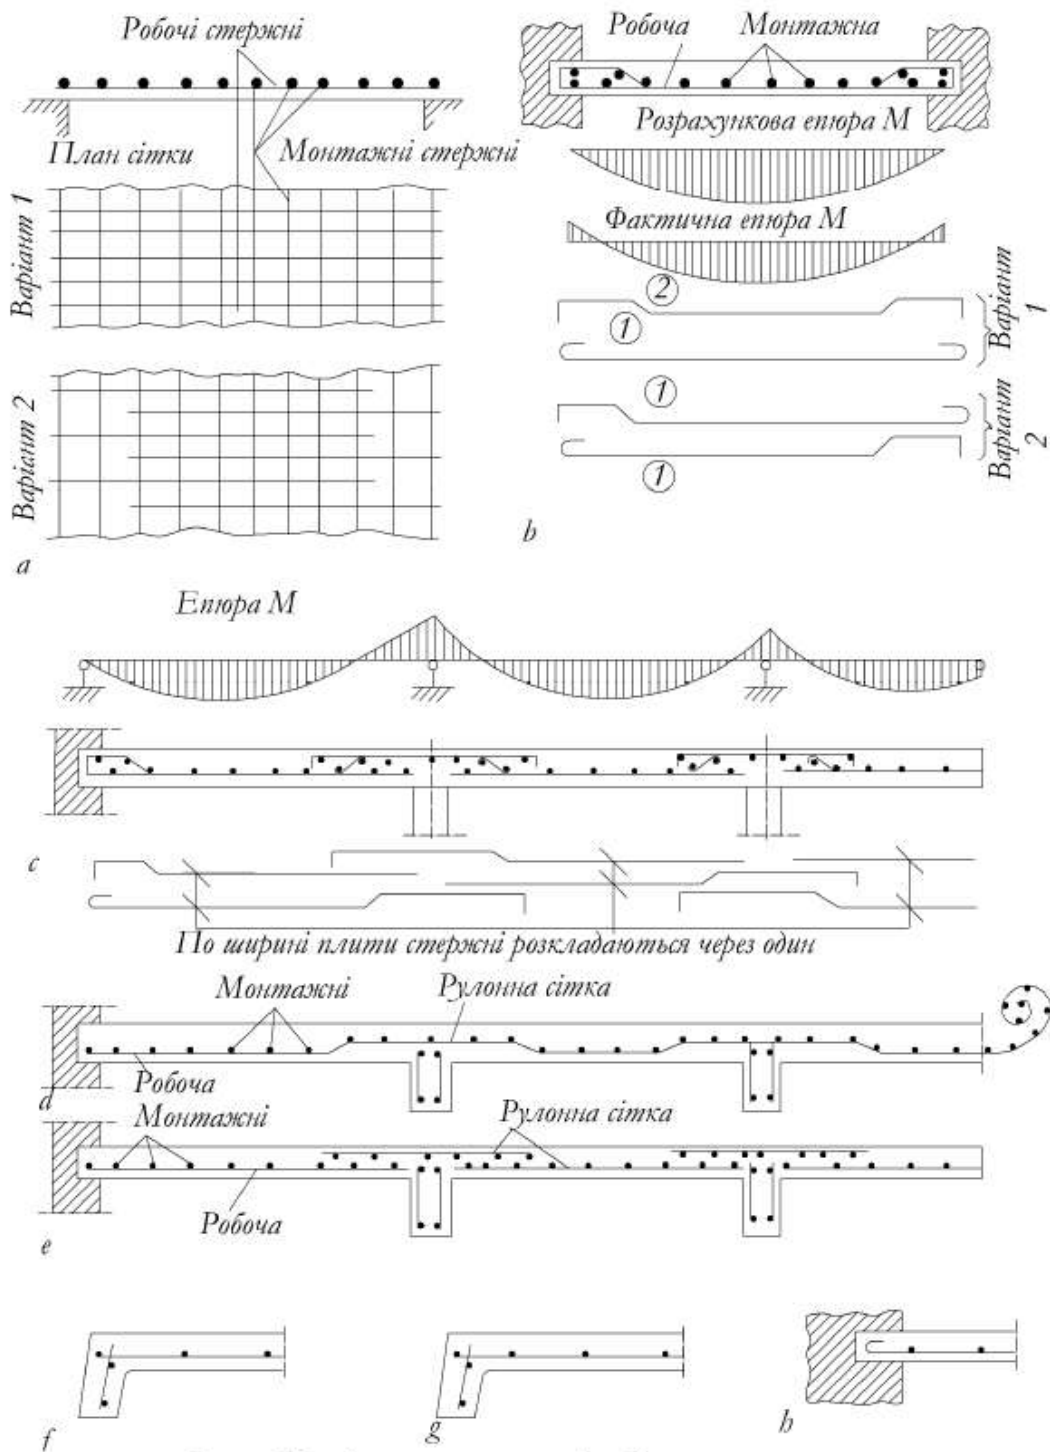 Робочі стержні
План сітки
Монтажні стержні
Варіант 1
Варієнт 2
a
Робоча
Монтажна
Розрахункова епюра М
Фактична епюра М
2
1
Варіант
1
1
1
Варіант
2
b
Епюра М
c
По ширині плити стержні розкладаються через один
Монтажні
Рулонна сітка
Робоча
d
Монтажні
Рулонна сітка
Робоча
e
f
g
h